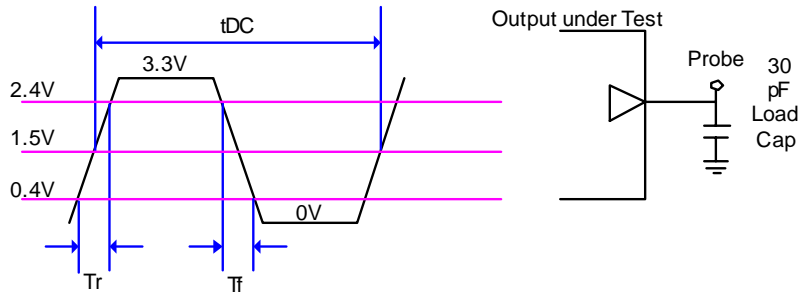 tDC
3.3V
2.4V
1.5V
0.4V
0V
Tr
Tf
Output under Test
Probe
30
pF
Load
Cap